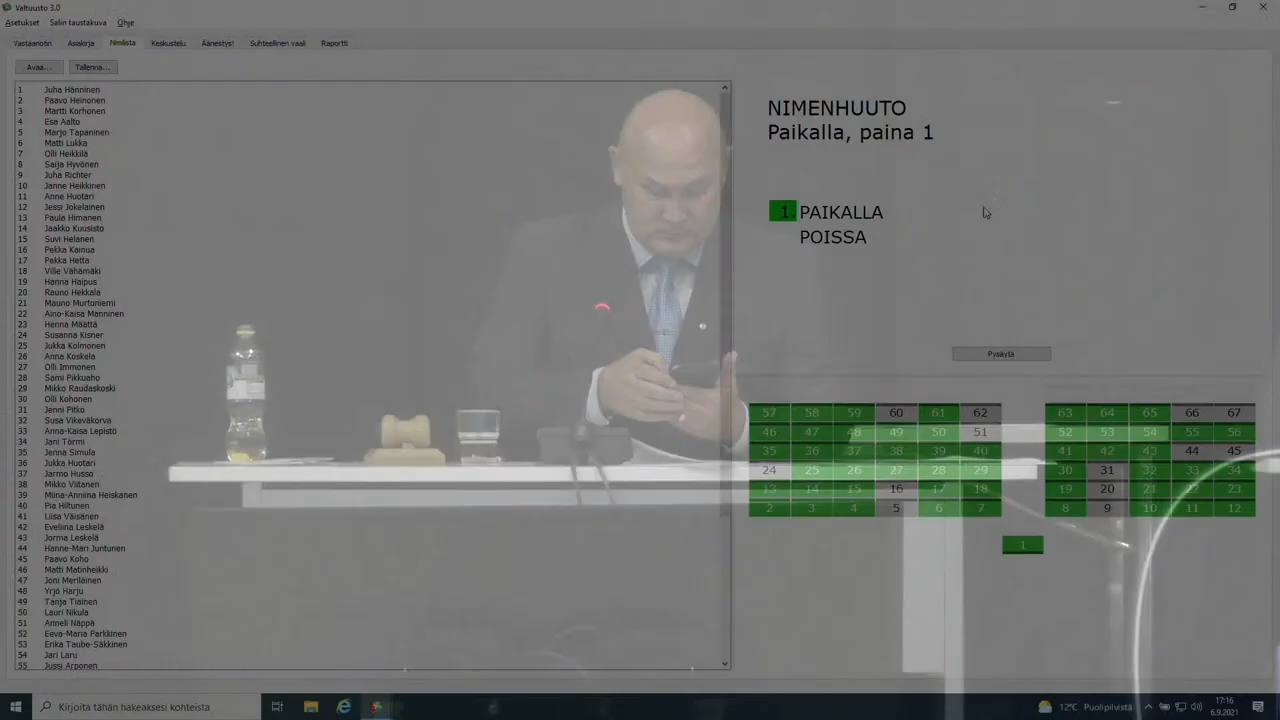 Valtuusto 3.0
Asetukset Salin taustakuva Ohje
Vastaanotin Asiakirja Nimilista Keskustelu Äänestys! Suhteellinen vaali Raportti
Avaa... Tallenna...
1 Juha Hänninen
2 Paavo Heinonen
3 Martti Korhonen
4 Esa Aalto
5 Marjo Tapaninen
6 Matti Lukka
7 Olli Heikkilä
8 Saija Hyvönen
9 Juha Richter
10 Janne Heikkinen
11 Anne Huotari
12 Jessi Jokelainen
13 Paula Himanen
14 Jaakko Kuusisto
15 Suvi Helanen
16 Pekka Kainua
17 Pekka Hetta
18 Ville Vähämäki
19 Hanna Haipus
20 Rauno Hekkala
21 Mauno Murtoniemi
22 Aino-Kaisa Manninen
23 Henna Määttä
24 Susanna Kisner
25 Jukka Kolmonen
26 Anna Koskela
27 Olli Immonen
28 Sami Pikkuaho
29 Mikko Raudaskoski
30 Olli Kohonen
31 Jenni Pitko
32 Susa Vikeväkorva
33 Anna-Kaisa Lepistö
34 Jani Törmi
35 Jenna Simula
36 Jukka Huotari
37 Jarmo Husso
38 Mikko Viitanen
39 Miina-Anniina Heiskanen
40 Pia Hiltunen
41 Liisa Väisänen
42 Eveliina Leskelä
43 Jorma Leskelä
44 Hanne-Mari Juntunen
45 Paavo Koho
46 Matti Matinheikki
47 Joni Meriläinen
48 Yrjö Harju
49 Tanja Tiainen
50 Lauri Nikula
51 Anneli Näppä
52 Eeva-Maria Parkkinen
53 Erika Taube-Säkkinen
54 Jari Laru
55 Jussi Arponen
NIMENHUUTO
Paikalla, paina 1
1. PAIKALLA
POISSA
Pysäytä
57 58 59 60 61 62 63 64 65 66 67
46 47 48 49 50 51 52 53 54 55 56
35 36 37 38 39 40 41 42 43 44 45
24 25 26 27 28 29 30 31 32 33 34
13 14 15 16 17 18 19 20 21 22 23
2 3 4 5 6 7 8 9 10 11 12
1
Kirjoita tähän hakeaksesi kohteista
12°C Puolipilvistä
17:16
6.9.2021